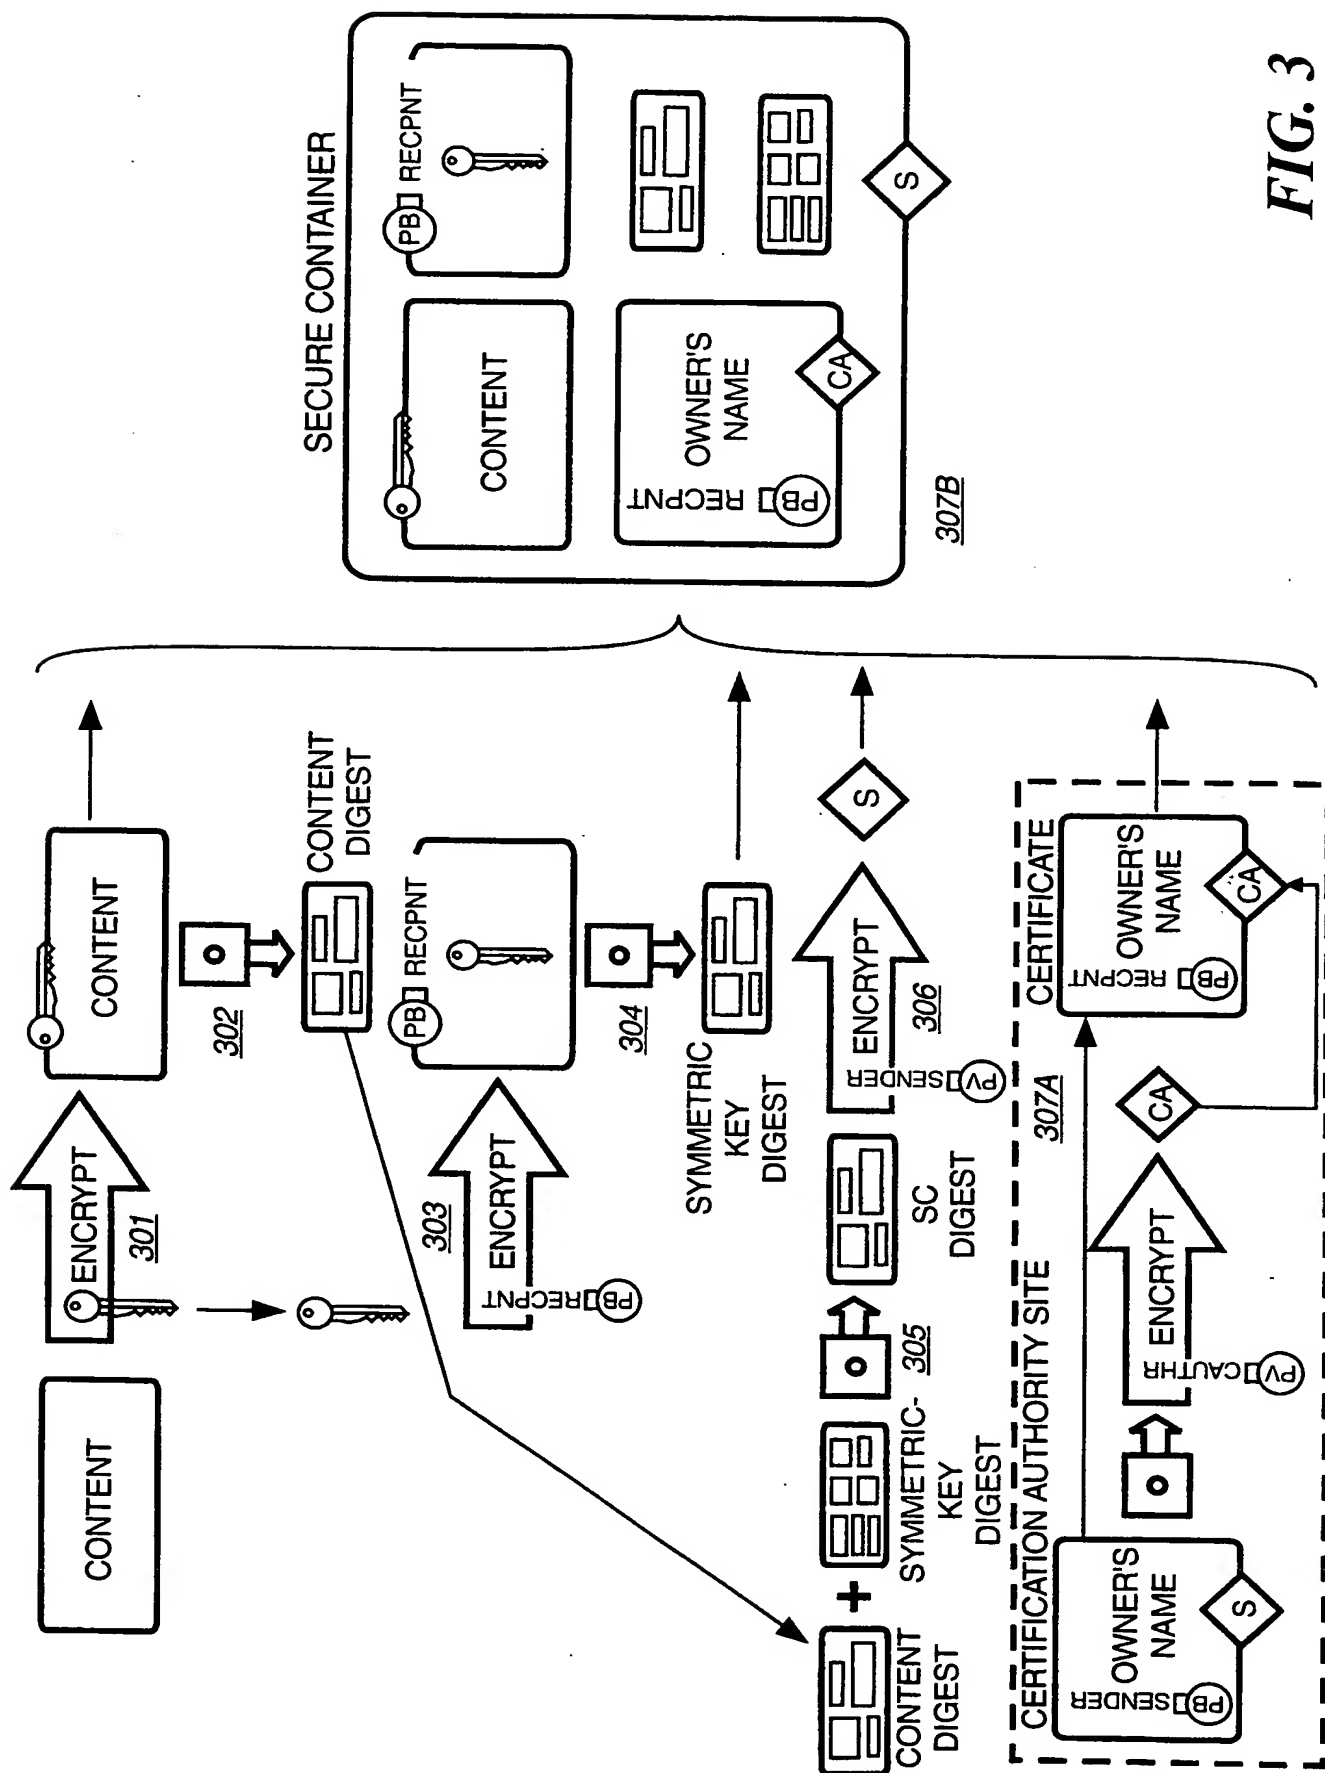 CONTENT
ENCRYPT
301
CONTENT
302
CONTENT
DIGEST
303
ENCRYPT
RECPNT
PB
PB
RECPNT
304
SYMMETRIC
KEY
DIGEST
CONTENT
DIGEST
+
SYMMETRIC-
KEY
DIGEST
305
SC
DIGEST
ENCRYPT
306
SENDER
PV
S
CERTIFICATION AUTHORITY SITE
307A
CERTIFICATE
SENDER
PB
OWNER'S
NAME
S
ENCRYPT
CAUTHR
PV
CA
RECPNT
PB
OWNER'S
NAME
CA
SECURE CONTAINER
CONTENT
PB
RECPNT
RECPNT
PB
OWNER'S
NAME
CA
S
307B
FIG. 3